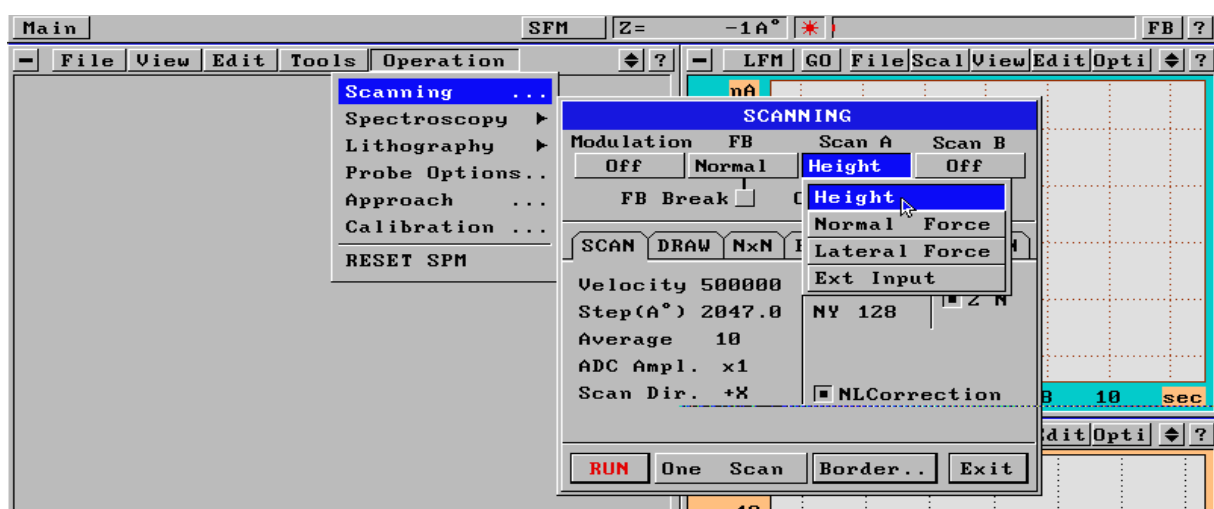 Main SFM Z= -1A° FB ?
File View Edit Tools Operation ? LFM GO File Scal View Edit Opti ?
Scanning ...
Spectroscopy
Lithography
Probe Options..
Approach ...
Calibration ...
RESET SPM
nA
SCANNING
Modulation FB Scan A Scan B
Off Normal Height Off
FB Break
Height
Normal Force
Lateral Force
Ext Input
SCAN DRAW NxN
Velocity 500000
Step(A°) 2047.0 NY 128
Average 10
ADC Ampl. x1
Scan Dir. +X NLCorrection
10 sec
RUN One Scan Border.. Exit
Edit Opti ?